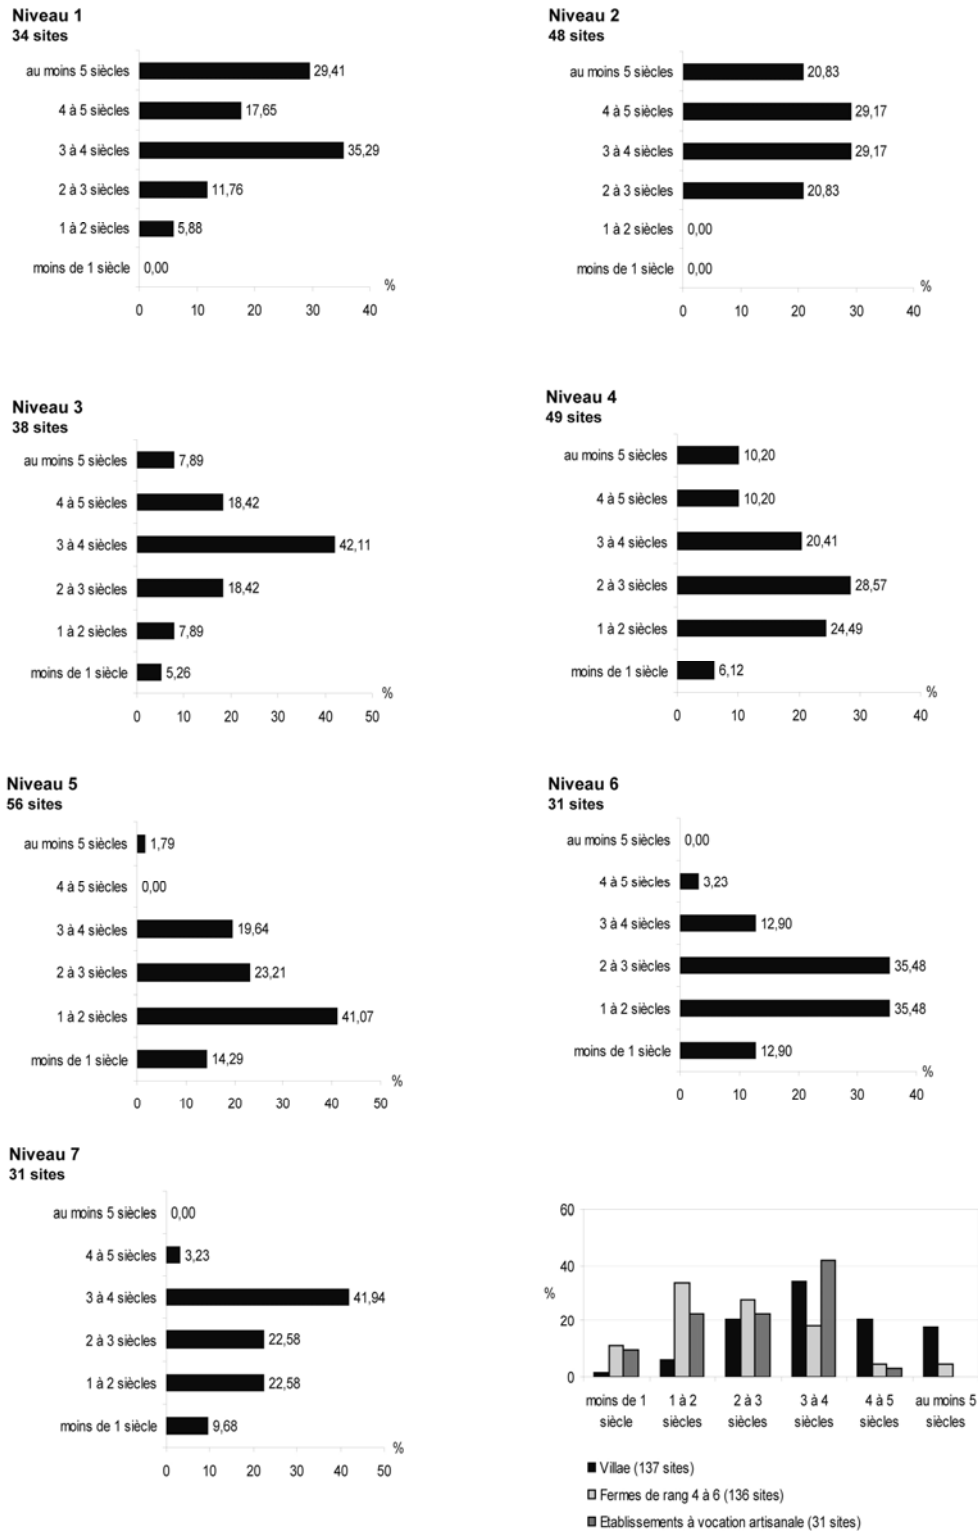 Niveau 1
34 sites
au moins 5 siècles 29,41
4 à 5 siècles 17,65
3 à 4 siècles 35,29
2 à 3 siècles 11,76
1 à 2 siècles 5,88
moins de 1 siècle 0,00
%
0 10 20 30 40
Niveau 2
48 sites
au moins 5 siècles 20,83
4 à 5 siècles 29,17
3 à 4 siècles 29,17
2 à 3 siècles 20,83
1 à 2 siècles 0,00
moins de 1 siècle 0,00
%
0 10 20 30 40
Niveau 3
38 sites
au moins 5 siècles 7,89
4 à 5 siècles 18,42
3 à 4 siècles 42,11
2 à 3 siècles 18,42
1 à 2 siècles 7,89
moins de 1 siècle 5,26
%
0 10 20 30 40 50
Niveau 4
49 sites
au moins 5 siècles 10,20
4 à 5 siècles 10,20
3 à 4 siècles 20,41
2 à 3 siècles 28,57
1 à 2 siècles 24,49
moins de 1 siècle 6,12
%
0 10 20 30 40
Niveau 5
56 sites
au moins 5 siècles 1,79
4 à 5 siècles 0,00
3 à 4 siècles 19,64
2 à 3 siècles 23,21
1 à 2 siècles 41,07
moins de 1 siècle 14,29
%
0 10 20 30 40 50
Niveau 6
31 sites
au moins 5 siècles 0,00
4 à 5 siècles 3,23
3 à 4 siècles 12,90
2 à 3 siècles 35,48
1 à 2 siècles 35,48
moins de 1 siècle 12,90
%
0 10 20 30 40
Niveau 7
31 sites
au moins 5 siècles 0,00
4 à 5 siècles 3,23
3 à 4 siècles 41,94
2 à 3 siècles 22,58
1 à 2 siècles 22,58
moins de 1 siècle 9,68
%
0 10 20 30 40 50
60
40
%
20
0
moins de 1 1 à 2 2 à 3 3 à 4 4 à 5 au moins 5
siècle siècles siècles siècles siècles siècles
Villae (137 sites)
Fermes de rang 4 à 6 (136 sites)
Etablissements à vocation artisanale (31 sites)